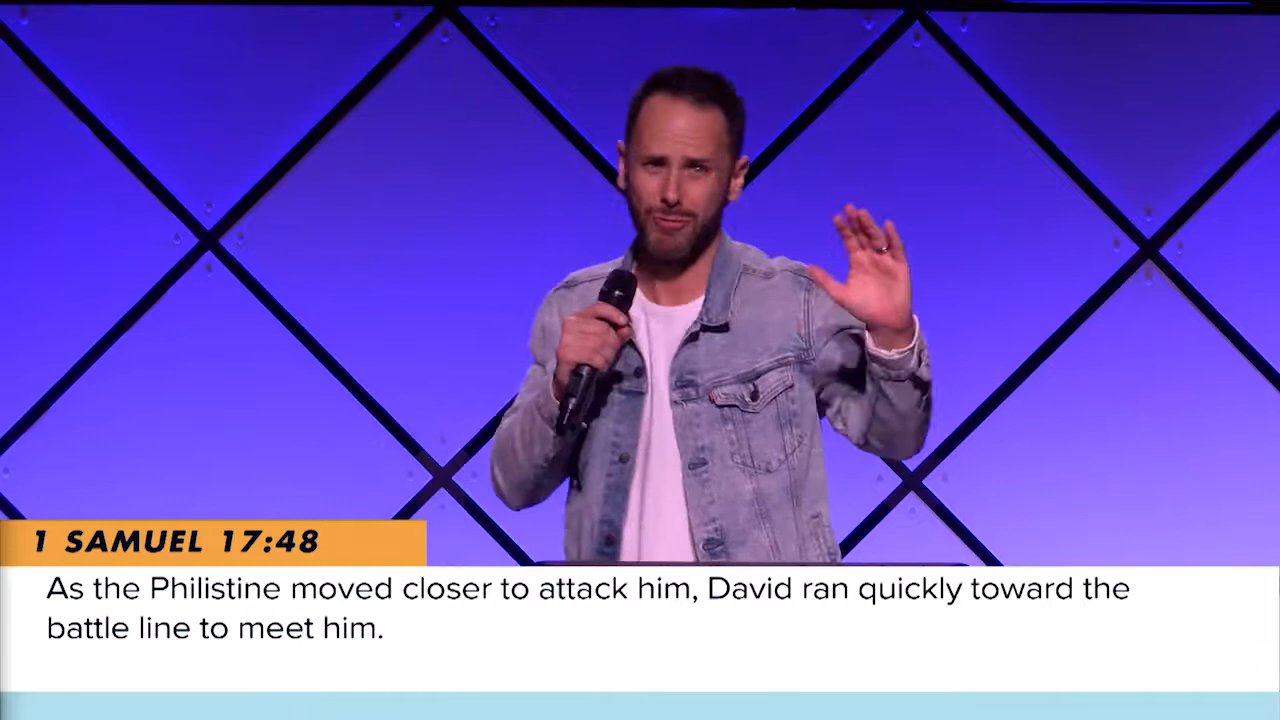 1 SAMUEL 17:48
As the Philistine moved closer to attack him, David ran quickly toward the
battle line to meet him.